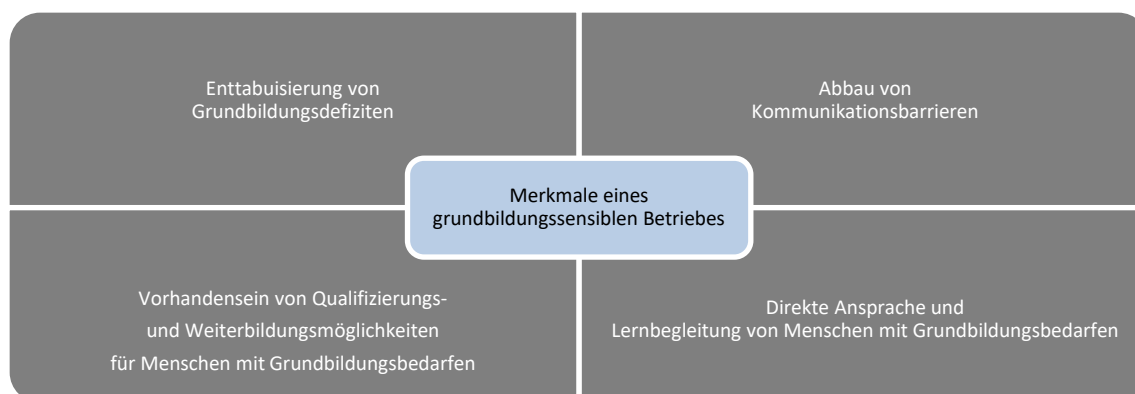 Enttabuisierung von
Grundbildungsdefiziten
Abbau von
Kommunikationsbarrieren
Merkmale eines
grundbildungssensiblen Betriebes
Vorhandensein von Qualifizierungs-
und Weiterbildungsmöglichkeiten
für Menschen mit Grundbildungsbedarfen
Direkte Ansprache und
Lernbegleitung von Menschen mit Grundbildungsbedarfen